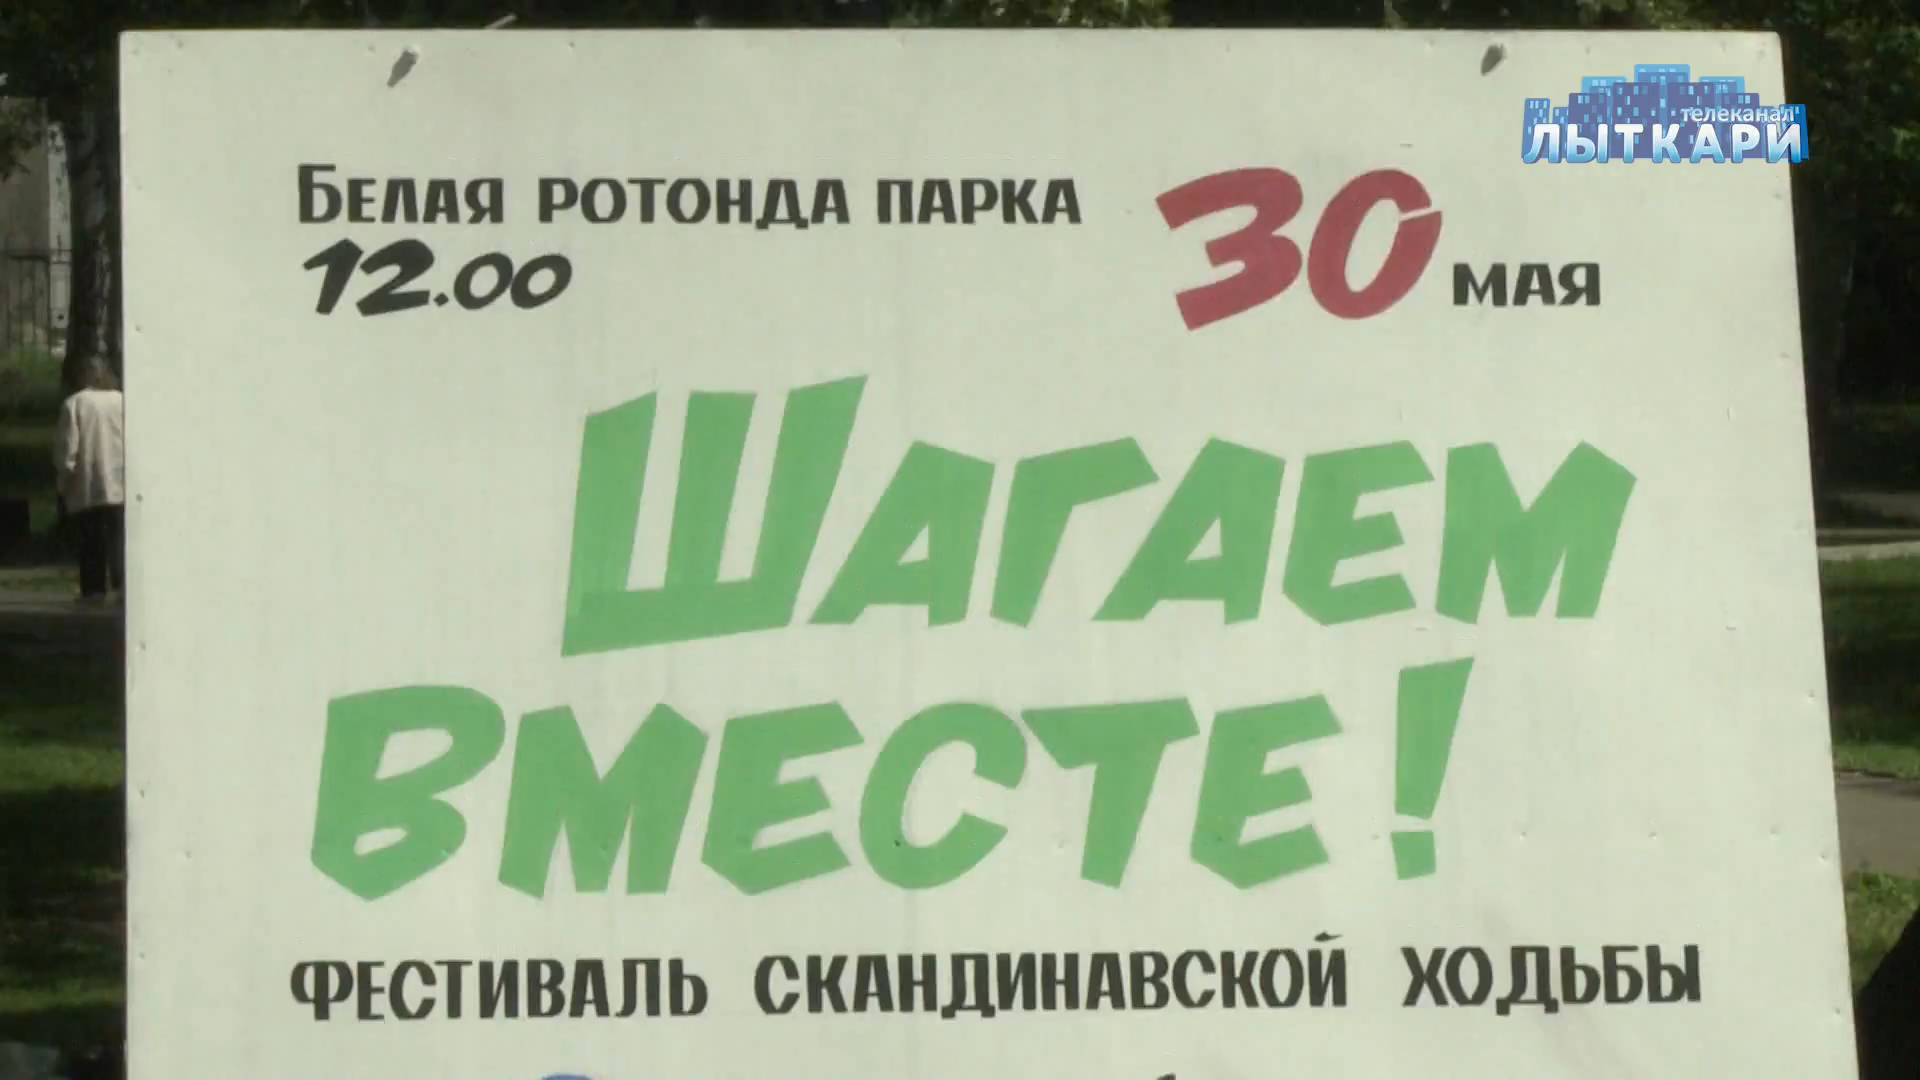 телеканал
ЛЫТКАРИ
БЕЛАЯ РОТОНДА ПАРКА
12.00
30 МАЯ
ШАГАЕМ
ВМЕСТЕ!
ФЕСТИВАЛЬ СКАНДИНАВСКОЙ ХОДЬБЫ